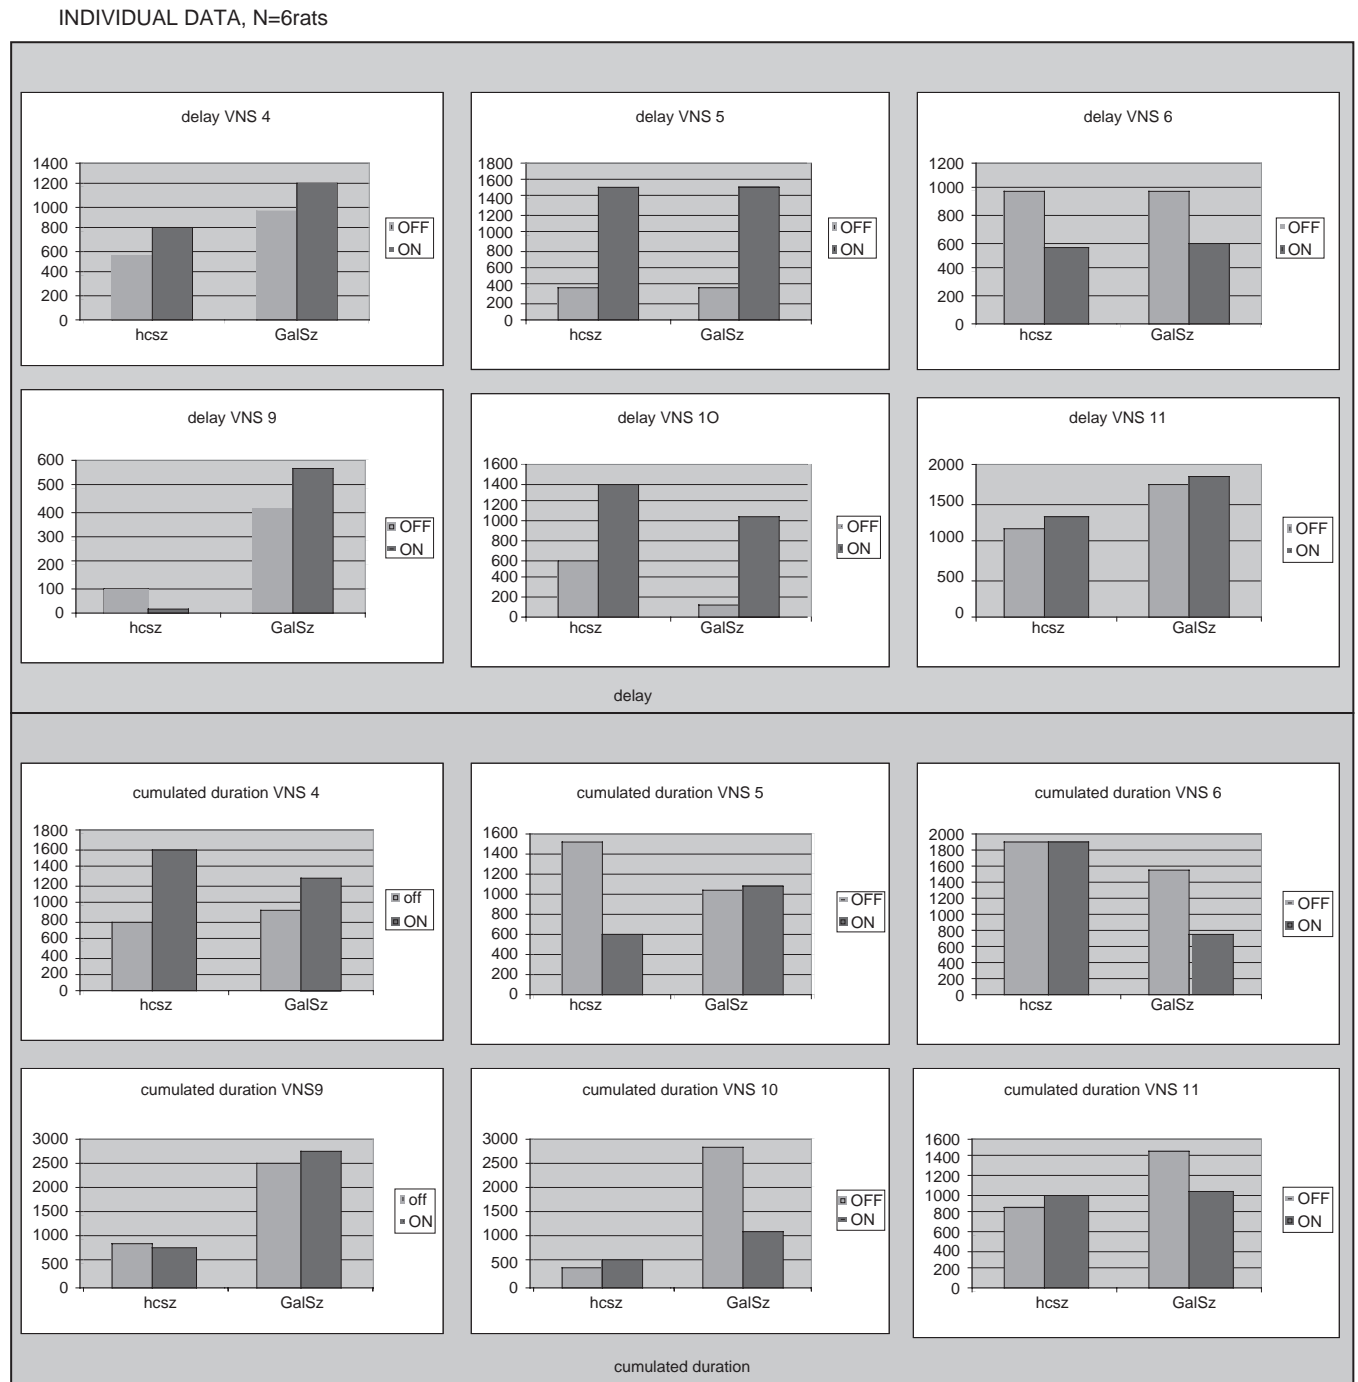 INDIVIDUAL DATA, N=6rats
delay VNS 4
1400
1200
1000
800
600
400
200
0
hcsz GalSz
OFF
ON
delay VNS 5
1800
1600
1400
1200
1000
800
600
400
200
0
hcsz GalSz
OFF
ON
delay VNS 6
1200
1000
800
600
400
200
0
hcsz GalSz
OFF
ON
delay VNS 9
600
500
400
300
200
100
0
hcsz GalSz
OFF
ON
delay VNS 1O
1600
1400
1200
1000
800
600
400
200
0
hcsz GalSz
OFF
ON
delay VNS 11
2000
1500
1000
500
0
hcsz GalSz
OFF
ON
delay
cumulated duration VNS 4
1800
1600
1400
1200
1000
800
600
400
200
0
hcsz GalSz
off
ON
cumulated duration VNS 5
1600
1400
1200
1000
800
600
400
200
0
hcsz GalSz
OFF
ON
cumulated duration VNS 6
2000
1800
1600
1400
1200
1000
800
600
400
200
0
hcsz GalSz
OFF
ON
cumulated duration VNS9
3000
2500
2000
1500
1000
500
0
hcsz GalSz
off
ON
cumulated duration VNS 10
3000
2500
2000
1500
1000
500
0
hcsz GalSz
OFF
ON
cumulated duration VNS 11
1600
1400
1200
1000
800
600
400
200
0
hcsz GalSz
OFF
ON
cumulated duration